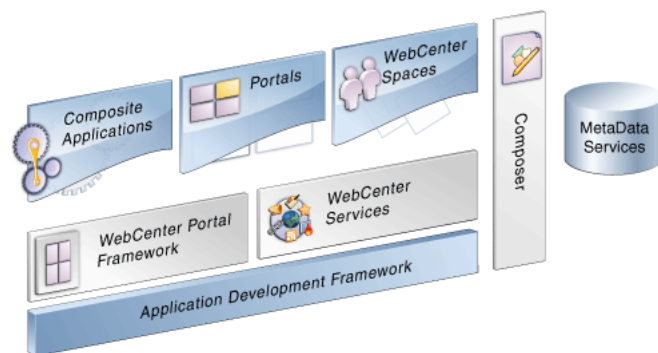 Composite
Applications
Portals
WebCenter
Spaces
Composer
MetaData
Services
WebCenter Portal
Framework
WebCenter
Services
Application Development Framework